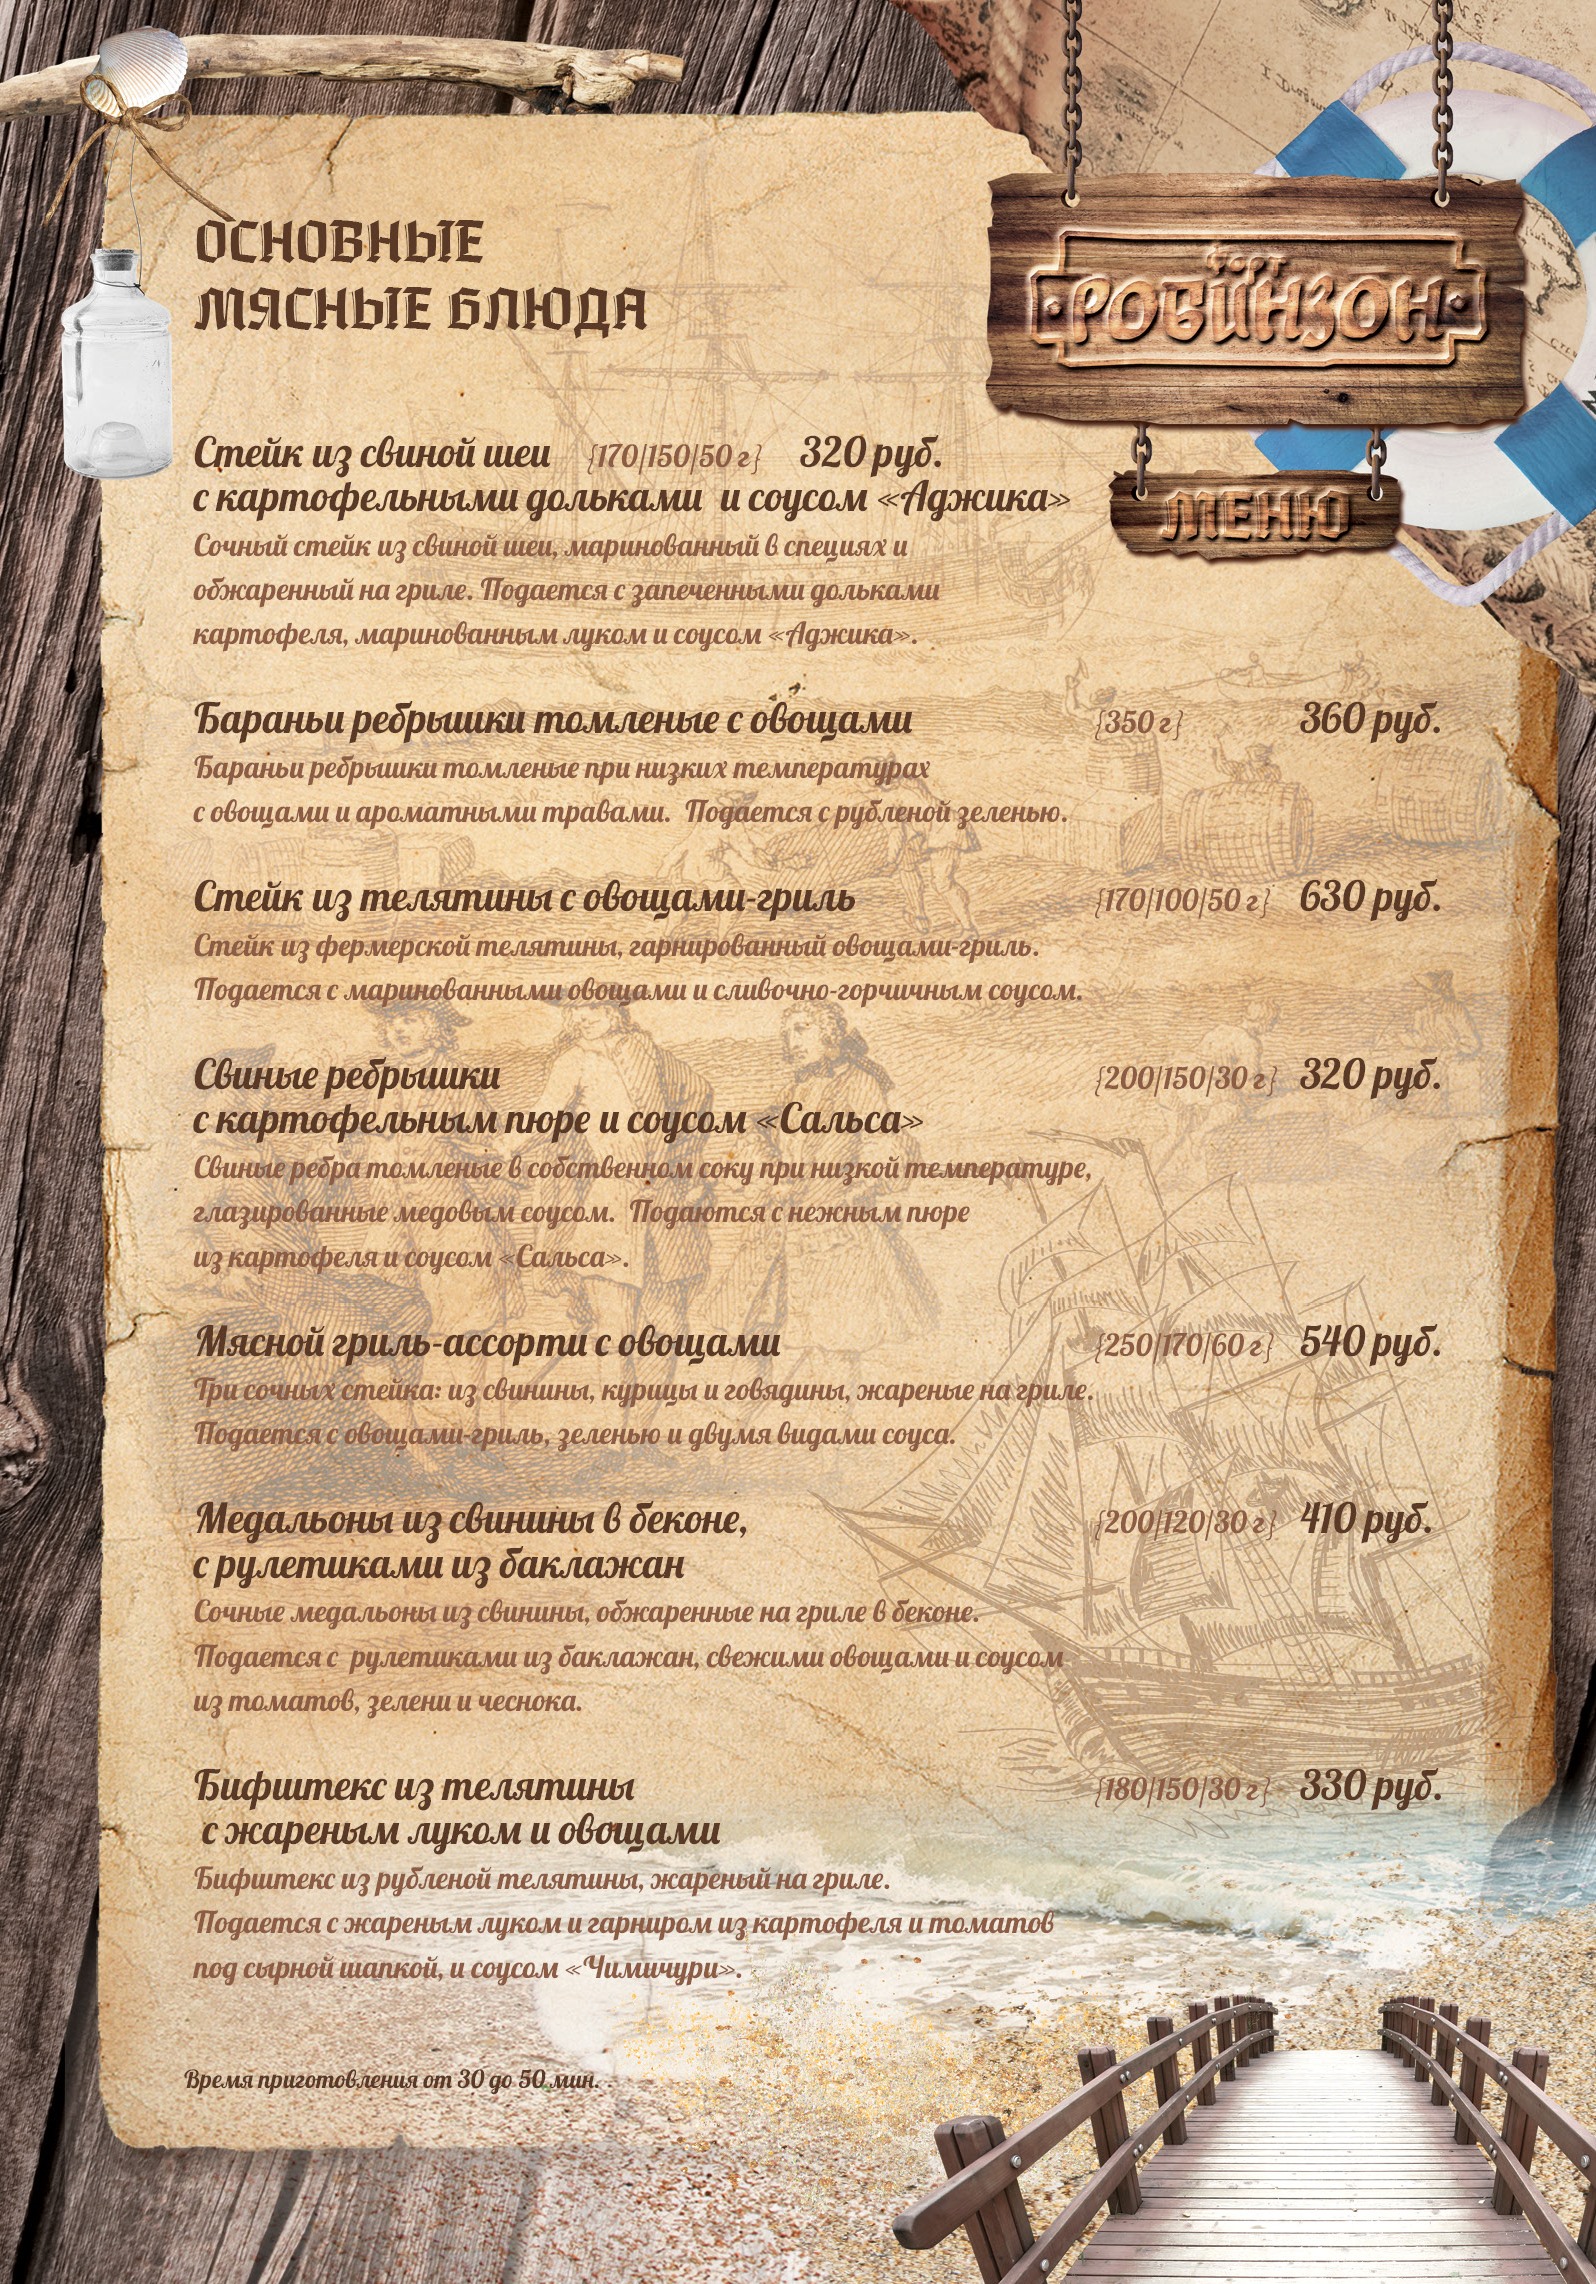 ОСНОВНЫЕ
МЯСНЫЕ БЛЮДА
ФОРТ
РОБИНЗОН
МЕНЮ
Стейк из свиной шеи {170/150/50 г} 320 руб.
с картофельными дольками и соусом «Аджика»
Сочный стейк из свиной шеи, маринованный в специях и
обжаренный на гриле. Подается с запеченными дольками
картофеля, маринованным луком и соусом «Аджика».
Бараньи ребрышки томленые с овощами {350 г} 360 руб.
Бараньи ребрышки томленые при низких температурах
с овощами и ароматными травами. Подается с рубленой зеленью.
Стейк из телятины с овощами-гриль {170/100/50 г} 630 руб.
Стейк из фермерской телятины, гарнированный овощами-гриль.
Подается с маринованными овощами и сливочно-горчичным соусом.
Свиные ребрышки {200/150/30 г} 320 руб.
с картофельным пюре и соусом «Сальса»
Свиные ребра томленые в собственном соку при низкой температуре,
глазированные медовым соусом. Подаются с нежным пюре
из картофеля и соусом «Сальса».
Мясной гриль-ассорти с овощами {250/170/60 г} 540 руб.
Три сочных стейка: из свинины, курицы и говядины, жареные на гриле.
Подается с овощами-гриль, зеленью и двумя видами соуса.
Медальоны из свинины в беконе, {200/120/30 г} 410 руб.
с рулетиками из баклажан
Сочные медальоны из свинины, обжаренные на гриле в беконе.
Подается с рулетиками из баклажан, свежими овощами и соусом
из томатов, зелени и чеснока.
Бифштекс из телятины {180/150/30 г} 330 руб.
с жареным луком и овощами
Бифштекс из рубленой телятины, жареный на гриле.
Подается с жареным луком и гарниром из картофеля и томатов
под сырной шапкой, и соусом «Чимичури».
Время приготовления от 30 до 50 мин.